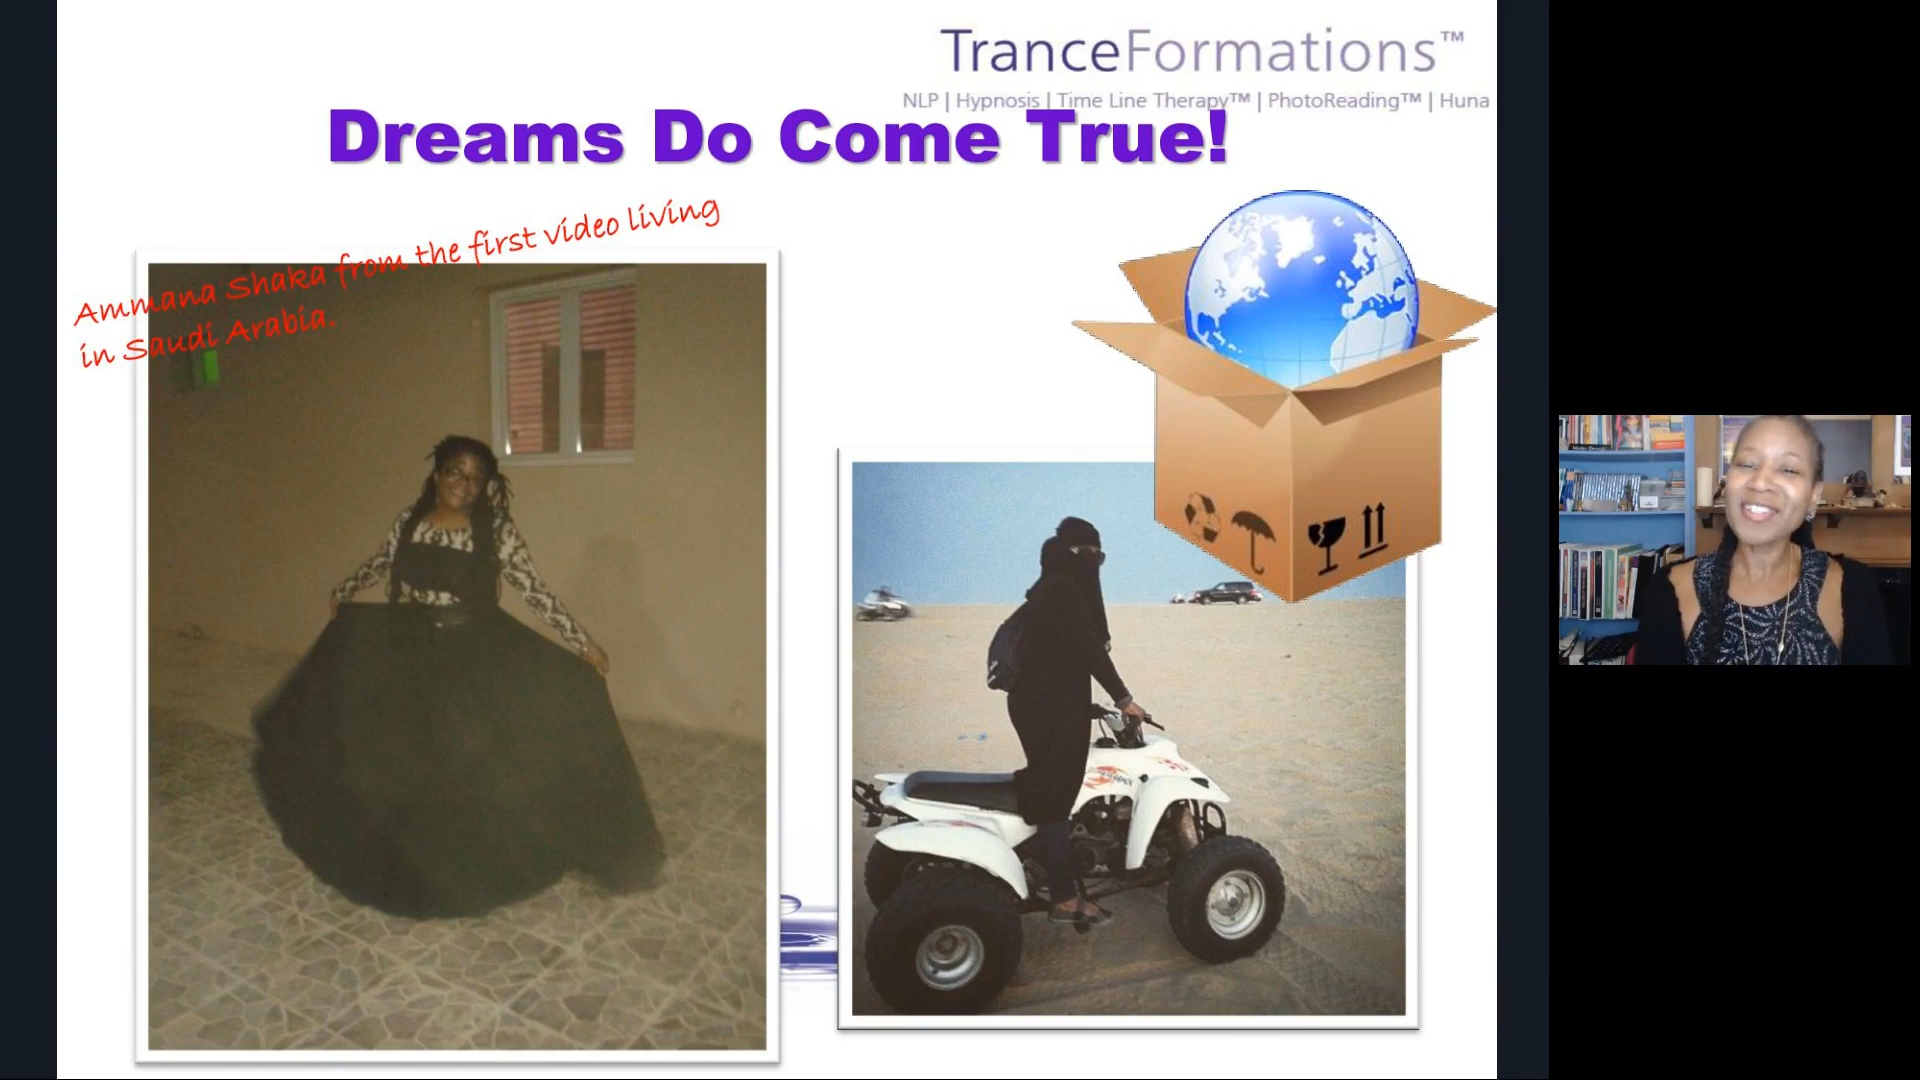 TranceFormations™
NLP | Hypnosis | Time Line Therapy™ | PhotoReading™ | Huna
Dreams Do Come True!
Ammana Shaka from the first video living
in Saudi Arabia.